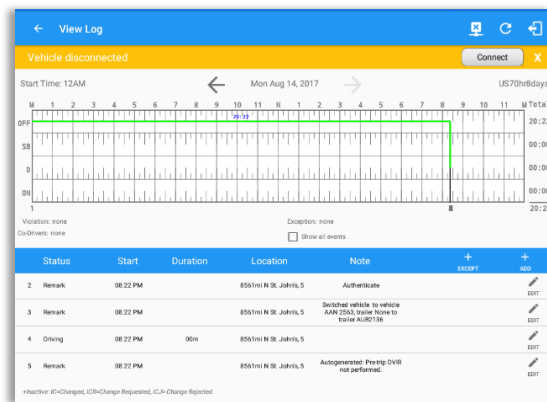 View Log
Vehicle disconnected Connect X
Start Time: 12AM Mon Aug 14, 2017 US70hr8days
M 1 2 3 4 5 6 7 8 9 10 11 N 1 2 3 4 5 6 7 8 9 10 11 M Total
OFF 20:22 20:22
SB 00:00
D 00:00
ON 00:00
1 20:22
Violation: none Exception: none
Co-Drivers: none Show all events
Status Start Duration Location Note + EXCEPT + ADD
2 Remark 08:22 PM 8561mi N St. John's, 5 Authenticate EDIT
3 Remark 08:22 PM 8561mi N St. John's, 5 Switched vehicle to vehicle
AAN 2563, trailer None to
trailer AUB2136 EDIT
4 Driving 08:22 PM 00m 8561mi N St. John's, 5 EDIT
5 Remark 08:22 PM 8561mi N St. John's, 5 Autogenerated: Pre-trip DVIR
not performed. EDIT
+Inactive: IC=Changed, ICR=Change Requested, ICJ= Change Rejected